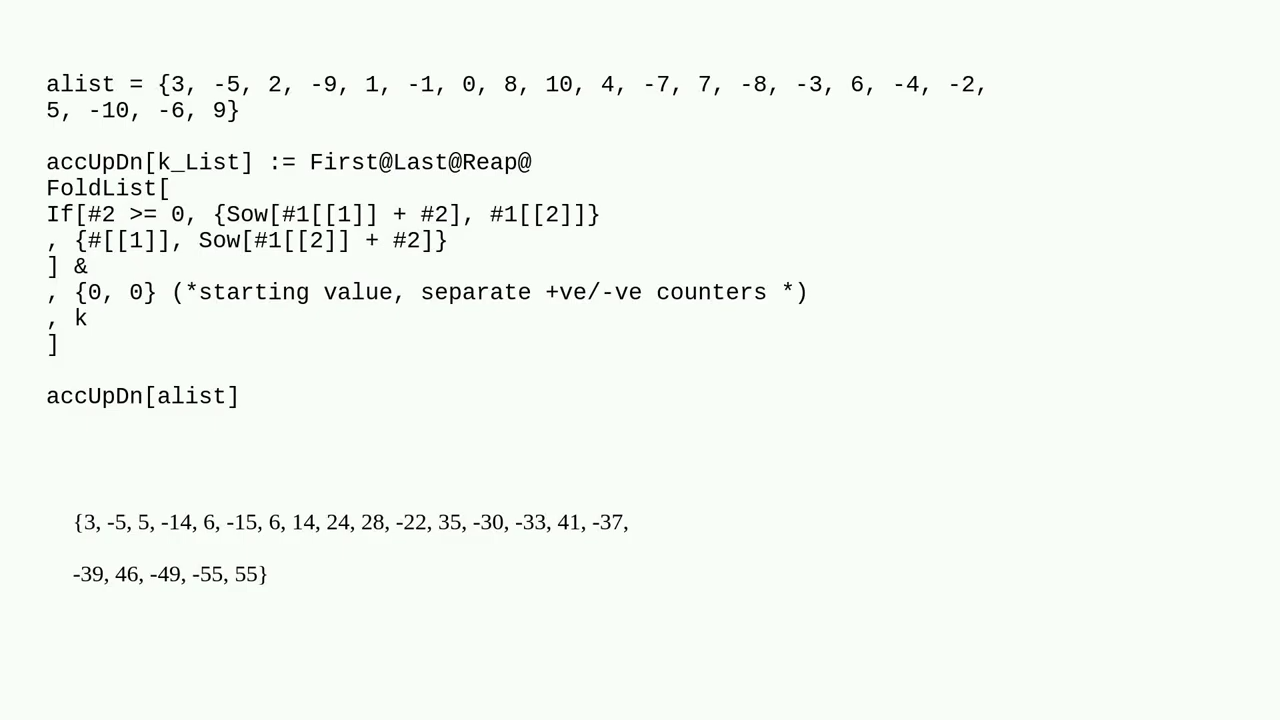 alist = {3, -5, 2, -9, 1, -1, 0, 8, 10, 4, -7, 7, -8, -3, 6, -4, -2,
5, -10, -6, 9}
accUpDn[k_List] := First@Last@Reap@
FoldList[
If[#2 >= 0, {Sow[#1[[1]] + #2], #1[[2]]}
, {#[[1]], Sow[#1[[2]] + #2]}
] &
, {0, 0} (*starting value, separate +ve/-ve counters *)
, k
]
accUpDn[alist]
{3, -5, 5, -14, 6, -15, 6, 14, 24, 28, -22, 35, -30, -33, 41, -37,
-39, 46, -49, -55, 55}